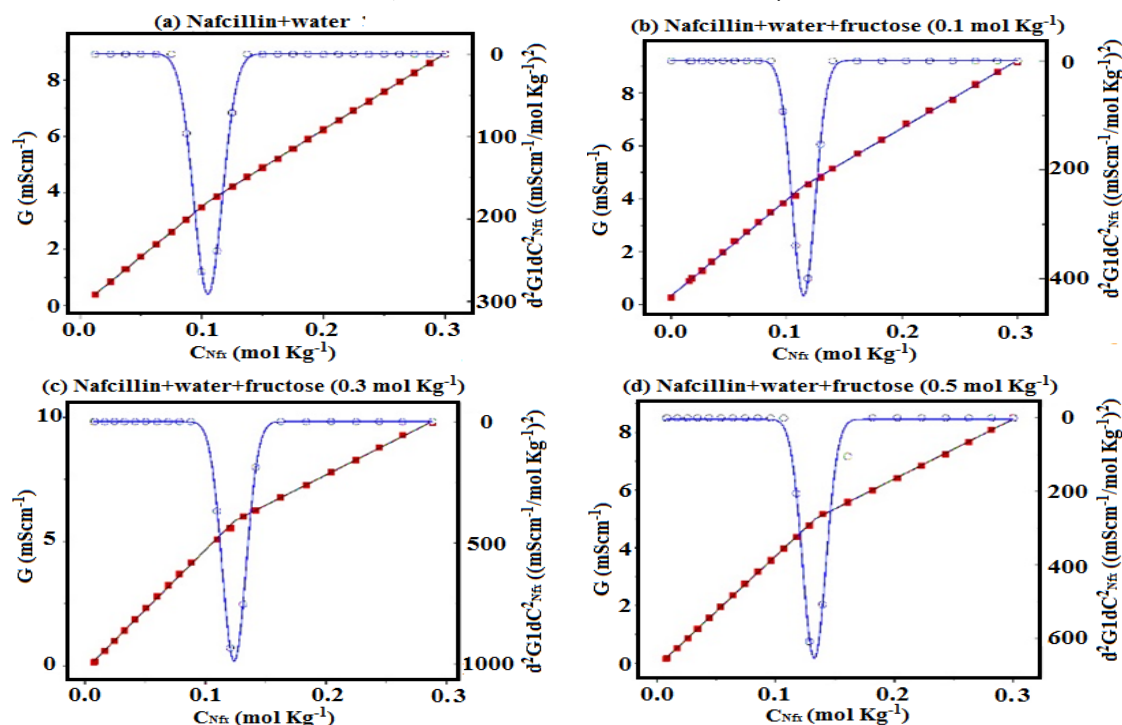 (a) Nafcillin+water
8
6
4
2
0
G (mScm⁻¹)
0
100
200
300
d²G1dC²Nfx ((mScm⁻¹/mol Kg⁻¹)²)
0.0 0.1 0.2 0.3
CNfx (mol Kg⁻¹)
(b) Nafcillin+water+fructose (0.1 mol Kg⁻¹)
8
6
4
2
0
G (mScm⁻¹)
0
200
400
d²G1dC²Nfx ((mScm⁻¹/mol Kg⁻¹)²)
0.0 0.1 0.2 0.3
CNfx (mol Kg⁻¹)
(c) Nafcillin+water+fructose (0.3 mol Kg⁻¹)
10
5
0
G (mScm⁻¹)
0
500
1000
d²G1dC²Nfx ((mScm⁻¹/mol Kg⁻¹)²)
0.0 0.1 0.2 0.3
CNfx (mol Kg⁻¹)
(d) Nafcillin+water+fructose (0.5 mol Kg⁻¹)
8
6
4
2
0
G (mScm⁻¹)
0
200
400
600
d²G1dC²Nfx ((mScm⁻¹/mol Kg⁻¹)²)
0.0 0.1 0.2 0.3
CNfx (mol Kg⁻¹)